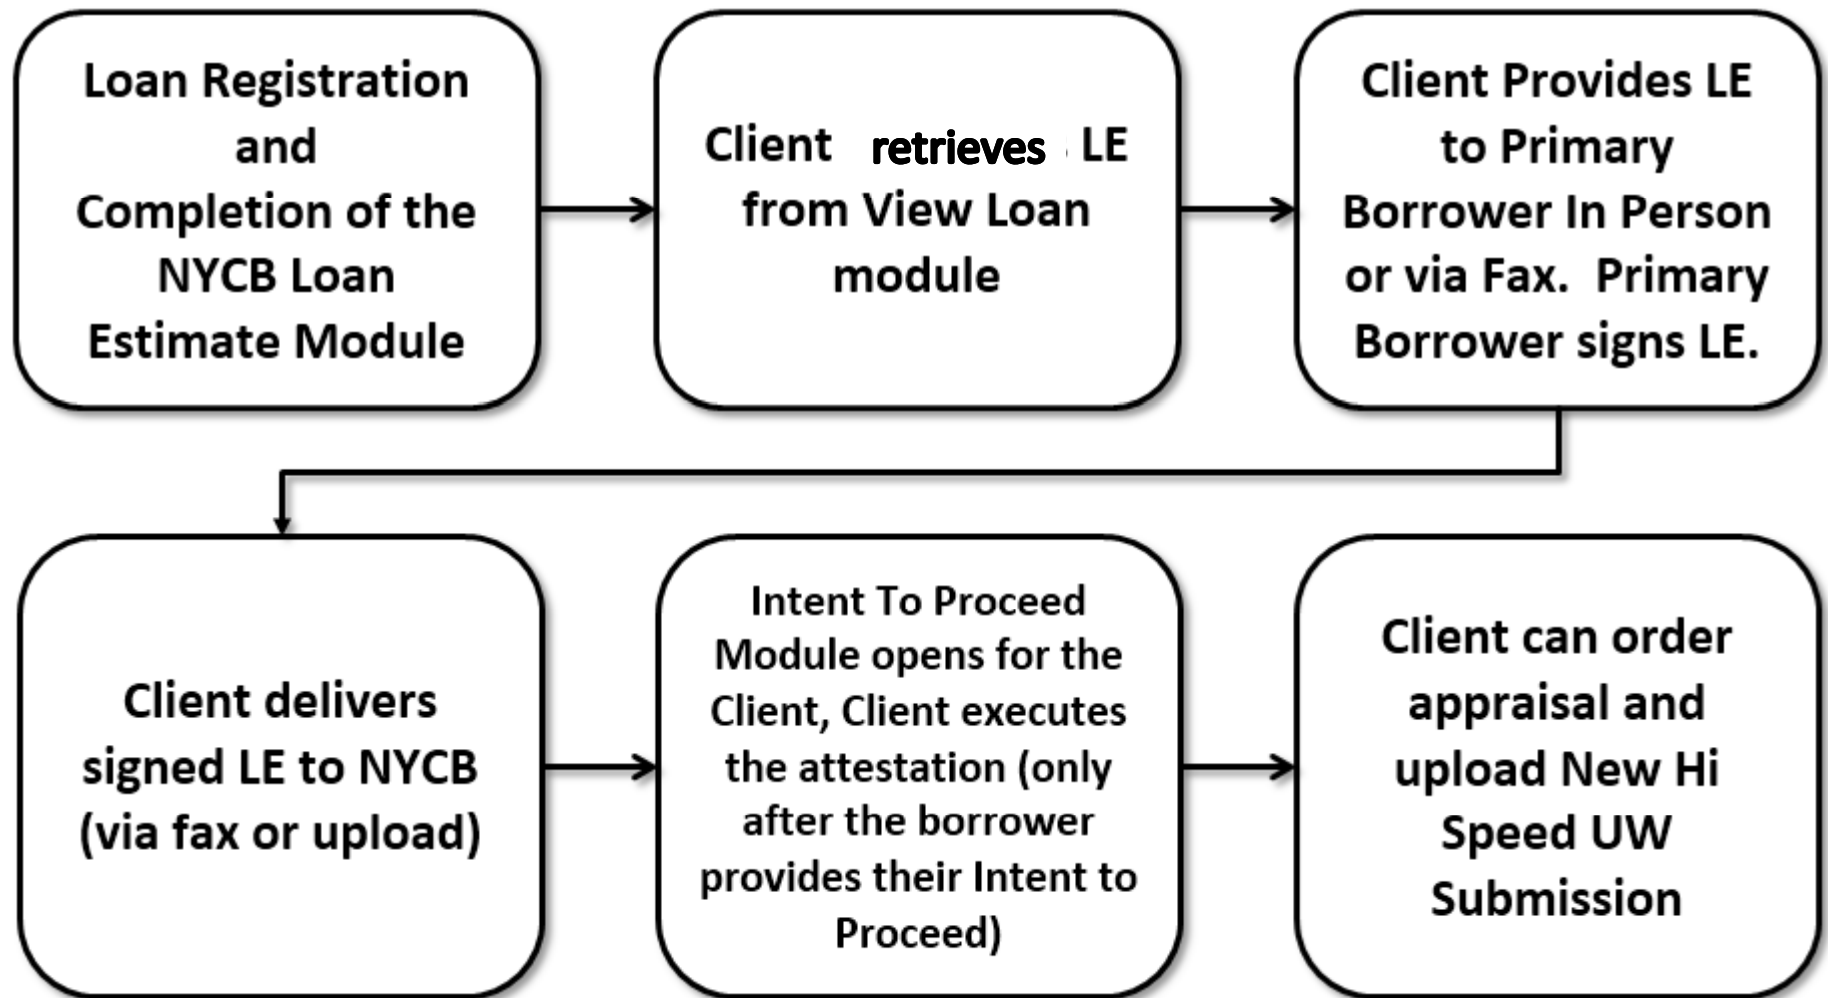 Loan Registration
and
Completion of the
NYCB Loan
Estimate Module
Client retrieves LE
from View Loan
module
Client Provides LE
to Primary
Borrower In Person
or via Fax. Primary
Borrower signs LE.
Client delivers
signed LE to NYCB
(via fax or upload)
Intent To Proceed
Module opens for the
Client, Client executes
the attestation (only
after the borrower
provides their Intent to
Proceed)
Client can order
appraisal and
upload New Hi
Speed UW
Submission